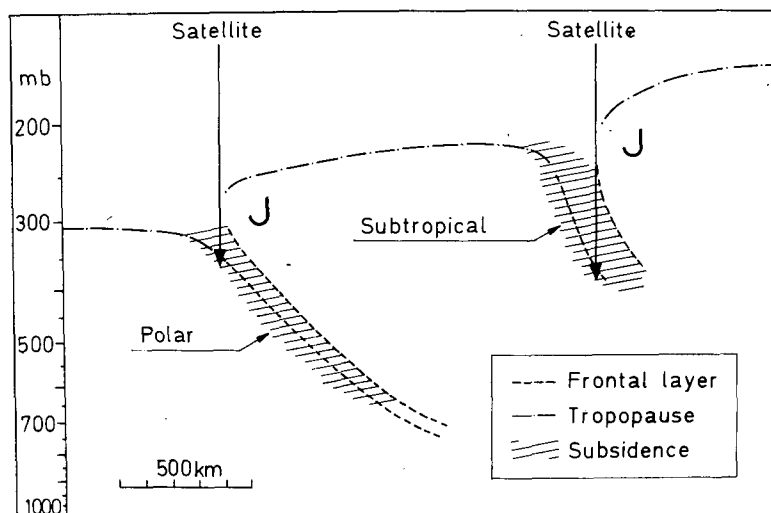 Satellite
Satellite
mb
200
J
J
300
Subtropical
Polar
500
700
500km
1000
Frontal layer
Tropopause
Subsidence